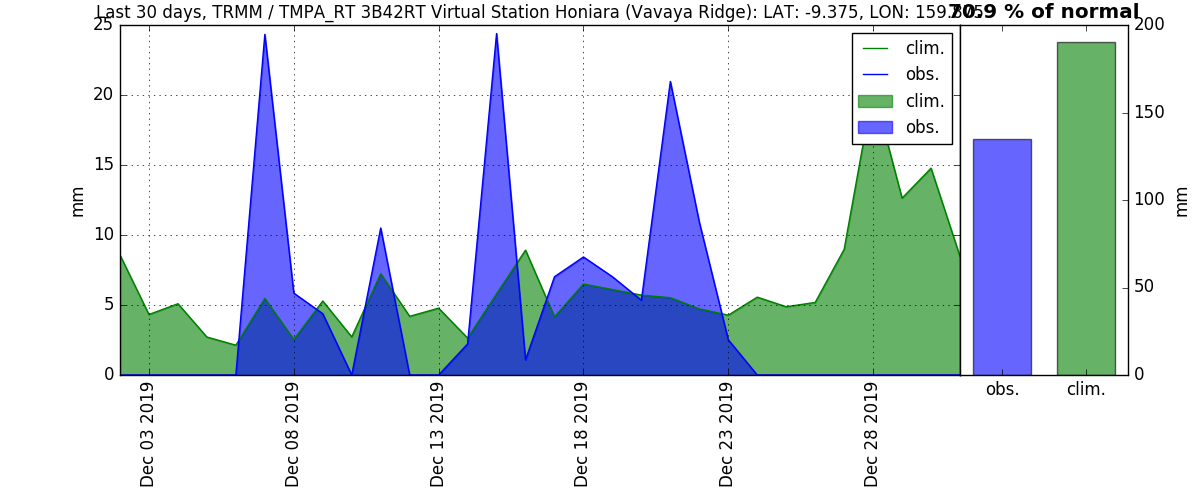 Last 30 days, TRMM / TMPA_RT 3B42RT Virtual Station Honiara (Vavaya Ridge): LAT: -9.375, LON:
70.9 % of normal
25
20
15
10
5
0
mm
clim.
obs.
clim.
obs.
Dec 03 2019
Dec 08 2019
Dec 13 2019
Dec 18 2019
Dec 23 2019
Dec 28 2019
200
150
100
50
0
mm
obs.
clim.